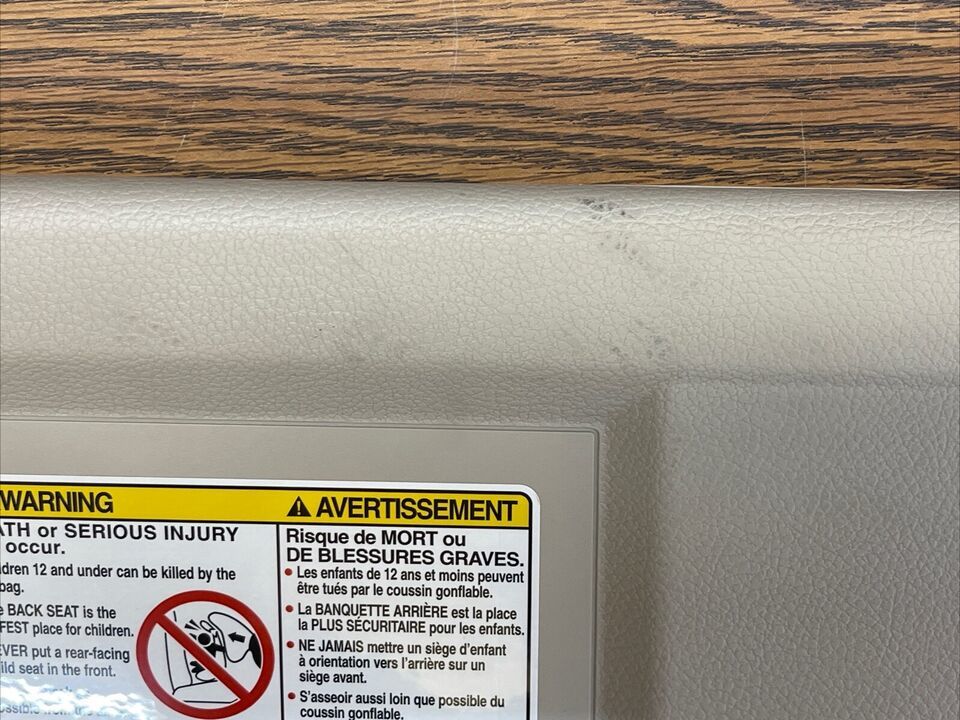 WARNING
ATH or SERIOUS INJURY
occur.
dren 12 and under can be killed by the
bag.
BACK SEAT is the
FEST place for children.
VER put a rear-facing
ild seat in the front.
AVERTISSEMENT
Risque de MORT ou
DE BLESSURES GRAVES.
• Les enfants de 12 ans et moins peuvent
être tués par le coussin gonflable.
• La BANQUETTE ARRIÈRE est la place
la PLUS SÉCURITAIRE pour les enfants.
• NE JAMAIS mettre un siège d'enfant
à orientation vers l'arrière sur un
siège avant.
• S'asseoir aussi loin que possible du
coussin gonflable.